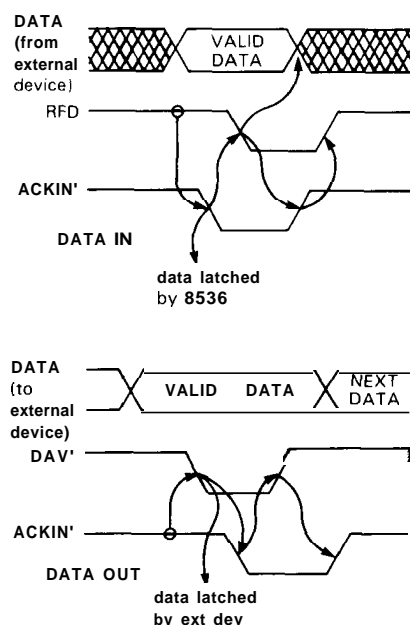 DATA
(from
external
device)
VALID
DATA
RFD
ACKIN'
DATA IN
data latched
by 8536
DATA
(to
external
device)
VALID DATA
NEXT
DATA
DAV'
ACKIN'
DATA OUT
data latched
by ext dev